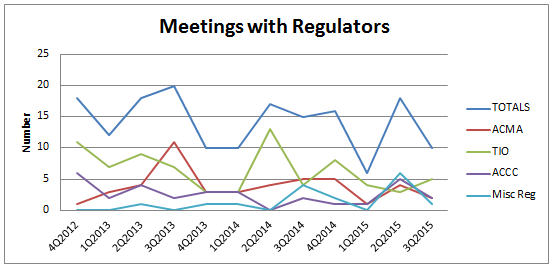 Meetings with Regulators
25
20
15
10
5
0
Number
4Q2012
1Q2013
2Q2013
3Q2013
4Q2013
1Q2014
2Q2014
3Q2014
4Q2014
1Q2015
2Q2015
3Q2015
TOTALS
ACMA
TIO
ACCC
Misc Reg